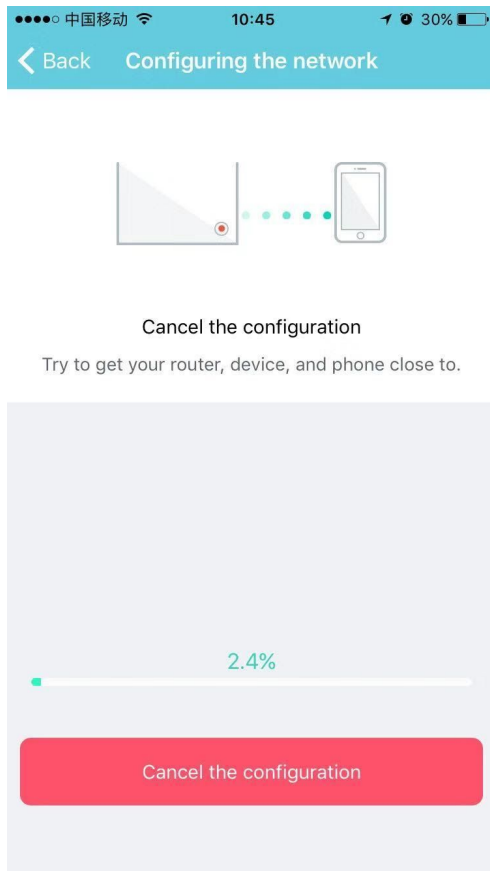 中国移动 10:45 30%
Back Configuring the network
Cancel the configuration
Try to get your router, device, and phone close to.
2.4%
Cancel the configuration